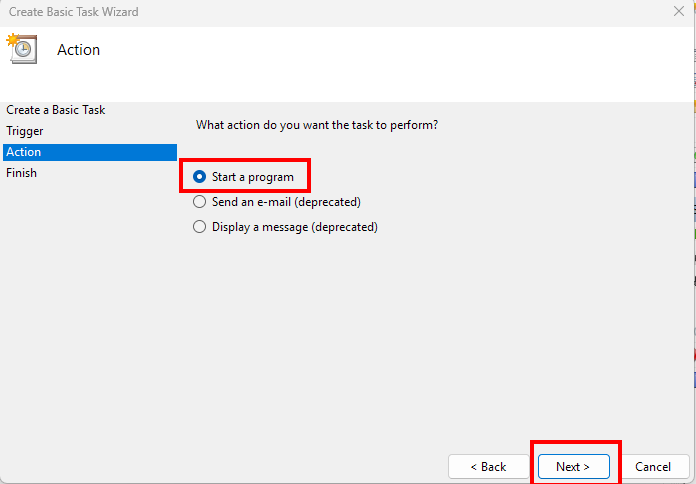 Create Basic Task Wizard
Action
Create a Basic Task
Trigger
Action
Finish
What action do you want the task to perform?
Start a program
Send an e-mail (deprecated)
Display a message (deprecated)
< Back
Next >
Cancel